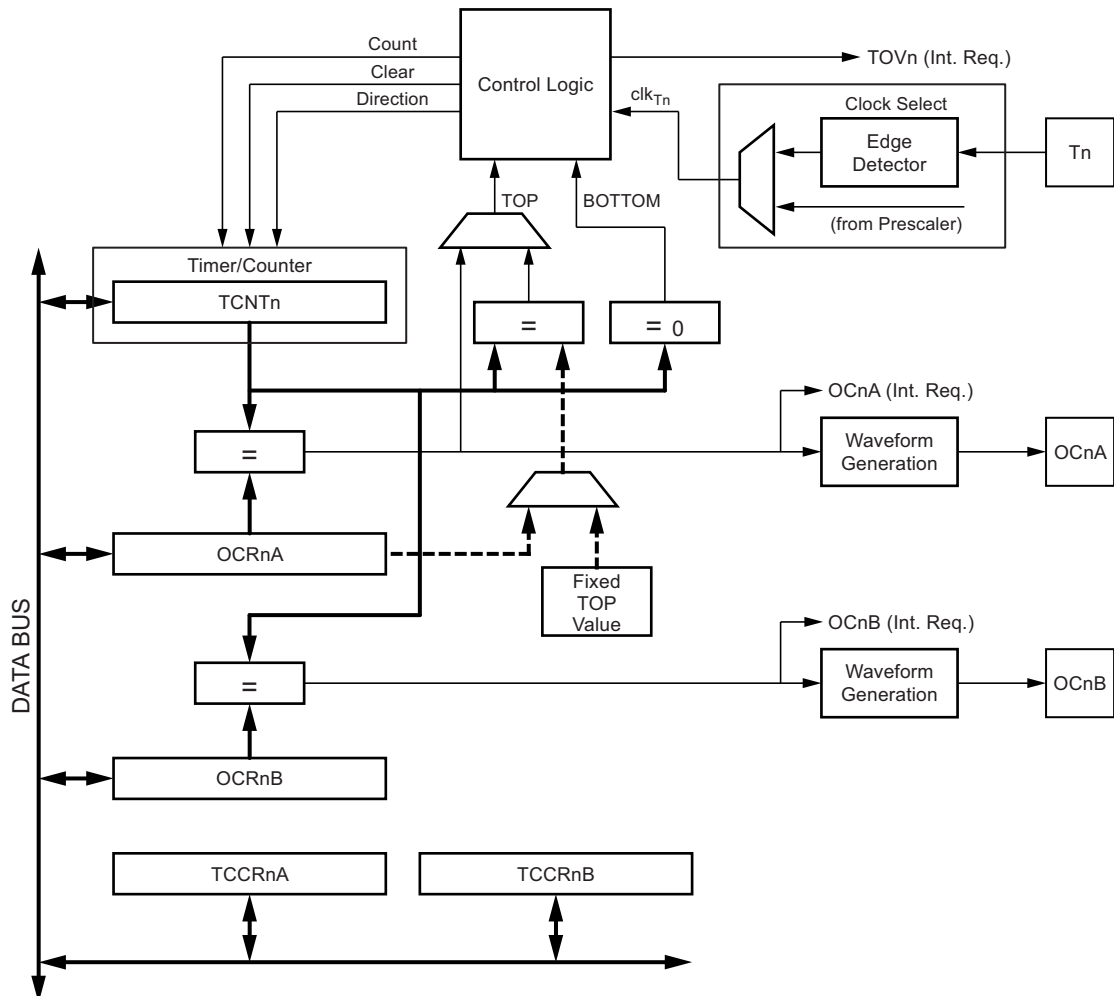 Count
Clear
Direction
Control Logic
TOVn (Int. Req.)
clkTn
Clock Select
Edge
Detector
Tn
(from Prescaler)
TOP
BOTTOM
Timer/Counter
TCNTn
=
= 0
OCnA (Int. Req.)
=
Waveform
Generation
OCnA
OCRnA
Fixed
TOP
Value
DATA BUS
OCnB (Int. Req.)
=
Waveform
Generation
OCnB
OCRnB
TCCRnA
TCCRnB